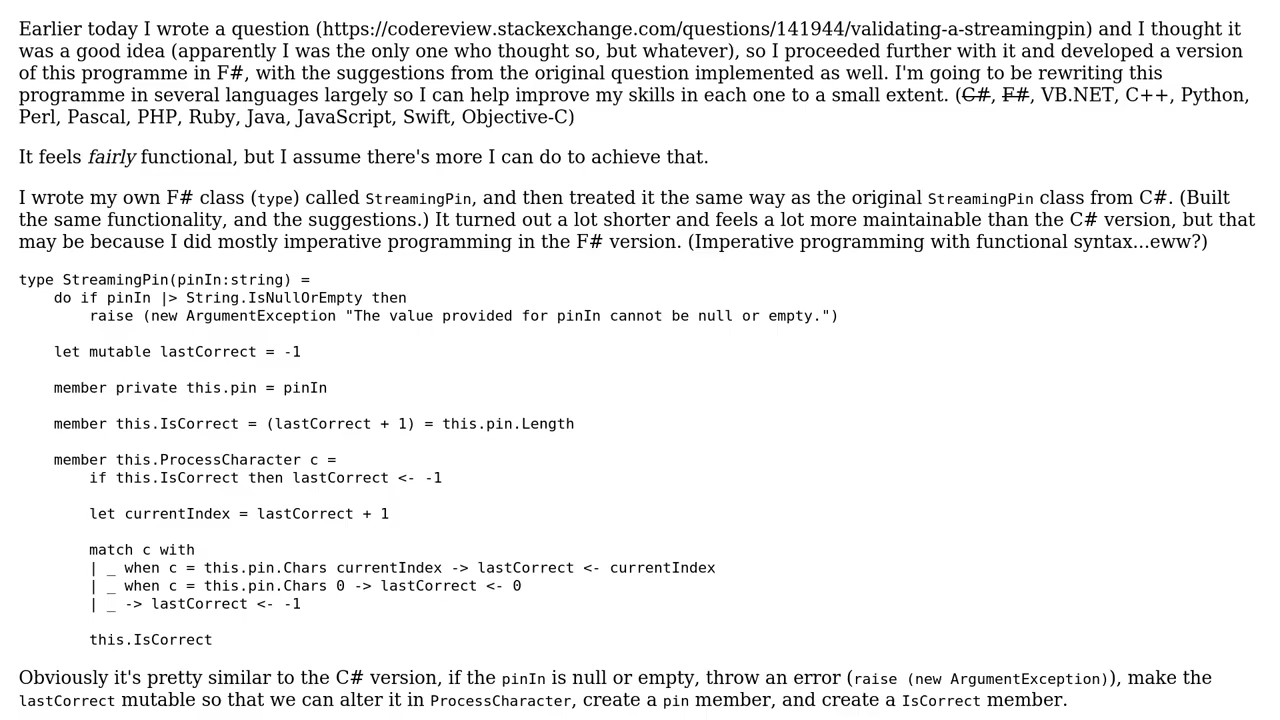 Earlier today I wrote a question (https://codereview.stackexchange.com/questions/141944/validating-a-streamingpin) and I thought it
was a good idea (apparently I was the only one who thought so, but whatever), so I proceeded further with it and developed a version
of this programme in F#, with the suggestions from the original question implemented as well. I'm going to be rewriting this
programme in several languages largely so I can help improve my skills in each one to a small extent. (C#, F#, VB.NET, C++, Python,
Perl, Pascal, PHP, Ruby, Java, JavaScript, Swift, Objective-C)
It feels fairly functional, but I assume there's more I can do to achieve that.
I wrote my own F# class (type) called StreamingPin, and then treated it the same way as the original StreamingPin class from C#. (Built
the same functionality, and the suggestions.) It turned out a lot shorter and feels a lot more maintainable than the C# version, but that
may be because I did mostly imperative programming in the F# version. (Imperative programming with functional syntax...eww?)
type StreamingPin(pinIn:string) =
    do if pinIn |> String.IsNullOrEmpty then
        raise (new ArgumentException "The value provided for pinIn cannot be null or empty.")
    let mutable lastCorrect = -1
    member private this.pin = pinIn
    member this.IsCorrect = (lastCorrect + 1) = this.pin.Length
    member this.ProcessCharacter c =
        if this.IsCorrect then lastCorrect <- -1
        let currentIndex = lastCorrect + 1
        match c with
        | _ when c = this.pin.Chars currentIndex -> lastCorrect <- currentIndex
        | _ when c = this.pin.Chars 0 -> lastCorrect <- 0
        | _ -> lastCorrect <- -1
        this.IsCorrect
Obviously it's pretty similar to the C# version, if the pinIn is null or empty, throw an error (raise (new ArgumentException)), make the
lastCorrect mutable so that we can alter it in ProcessCharacter, create a pin member, and create a IsCorrect member.